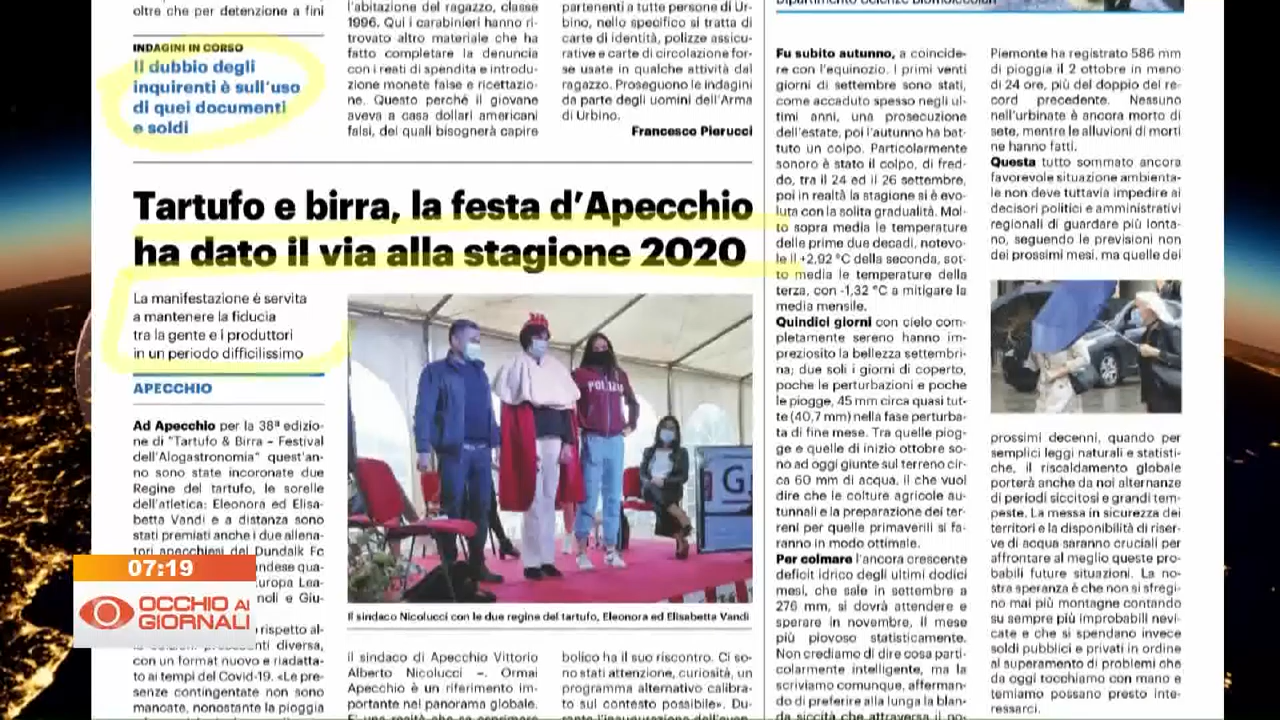 oltre che per detenzione a fini
INDAGINI IN CORSO
Il dubbio degli
inquirenti è sull'uso
di quei documenti
e soldi
l'abitazione del ragazzo, classe
1996. Qui i carabinieri hanno ri-
trovato altro materiale che ha
fatto completare la denuncia
con i reati di spendita e introdu-
zione monete false e ricettazio-
ne. Questo perché il giovane
aveva a casa dollari americani
falsi, dei quali bisognerà capire
partenenti a tutte persone di Ur-
bino, nello specifico si tratta di
carte di identità, polizze assicu-
rative e carte di circolazione for-
se usate in qualche attività dal
ragazzo. Proseguono le indagini
da parte degli uomini dell'Arma
di Urbino.
Francesco Pierucci
Tartufo e birra, la festa d'Apecchio
ha dato il via alla stagione 2020
La manifestazione è servita
a mantenere la fiducia
tra la gente e i produttori
in un periodo difficilissimo
APECCHIO
Ad Apecchio per la 38ª edizio-
ne di "Tartufo & Birra - Festival
dell'Alogastronomia" quest'an-
no sono state incoronate due
Regine del tartufo, le sorelle
dell'atletica: Eleonora ed Elisa-
betta Vandi e a distanza sono
stati premiati anche i due allena-
tori apecchiesi del Dundalk Fc
ndese qua-
uropa Lea-
noli e Giu-
rispetto al-
ti diversa,
con un format nuovo e riadatta-
to ai tempi del Covid-19. «Le pre-
senze contingentate non sono
mancate, nonostante la pioggia
POLIZIA
G
Il sindaco Nicolucci con le due regine del tartufo, Eleonora ed Elisabetta Vandi
il sindaco di Apecchio Vittorio
Alberto Nicolucci –. Ormai
Apecchio è un riferimento im-
portante nel panorama globale.
E' una realtà che sa esprimere
bolico ha il suo riscontro. Ci so-
no stati attenzione, curiosità, un
programma alternativo calibra-
to sul contesto possibile». Du-
rante l'inaugurazione dell'even-
Dipartimento Scienze Biomolecolari
Fu subito autunno, a coincide-
re con l'equinozio. I primi venti
giorni di settembre sono stati,
come accaduto spesso negli ul-
timi anni, una prosecuzione
dell'estate, poi l'autunno ha bat-
tuto un colpo. Particolarmente
sonoro è stato il colpo, di fred-
do, tra il 24 ed il 26 settembre,
poi in realtà la stagione si è evo-
luta con la solita gradualità. Mol-
to sopra media le temperature
delle prime due decadi, notevo-
le il +2,92 °C della seconda, sot-
to media le temperature della
terza, con -1,32 °C a mitigare la
media mensile.
Quindici giorni con cielo com-
pletamente sereno hanno im-
preziosito la bellezza settembri-
na; due soli i giorni di coperto,
poche le perturbazioni e poche
le piogge, 45 mm circa quasi tut-
te (40,7 mm) nella fase perturba-
ta di fine mese. Tra quelle piog-
ge e quelle di inizio ottobre so-
no ad oggi giunte sul terreno cir-
ca 60 mm di acqua, il che vuol
dire che le colture agricole au-
tunnali e la preparazione dei ter-
reni per quelle primaverili si fa-
ranno in modo ottimale.
Per colmare l'ancora crescente
deficit idrico degli ultimi dodici
mesi, che sale in settembre a
276 mm, si dovrà attendere e
sperare in novembre, il mese
più piovoso statisticamente.
Non crediamo di dire cosa parti-
colarmente intelligente, ma la
scriviamo comunque, afferman-
do di preferire alla lunga la blan-
da siccità che attraversa il no-
Piemonte ha registrato 586 mm
di pioggia il 2 ottobre in meno
di 24 ore, più del doppio del re-
cord precedente. Nessuno
nell'urbinate è ancora morto di
sete, mentre le alluvioni di morti
ne hanno fatti.
Questa tutto sommato ancora
favorevole situazione ambienta-
le non deve tuttavia impedire ai
decisori politici e amministrativi
regionali di guardare più lonta-
no, seguendo le previsioni non
dei prossimi mesi, ma quelle dei
prossimi decenni, quando per
semplici leggi naturali e statisti-
che, il riscaldamento globale
porterà anche da noi alternanze
di periodi siccitosi e grandi tem-
peste. La messa in sicurezza dei
territori e la disponibilità di riser-
ve di acqua saranno cruciali per
affrontare al meglio queste pro-
babili future situazioni. La no-
stra speranza è che non si sfregi-
no mai più montagne contando
su sempre più improbabili nevi-
cate e che si spendano invece
soldi pubblici e privati in ordine
al superamento di problemi che
da oggi tocchiamo con mano e
temiamo possano presto inte-
ressarci.
07:19
OCCHIO AI
GIORNALI